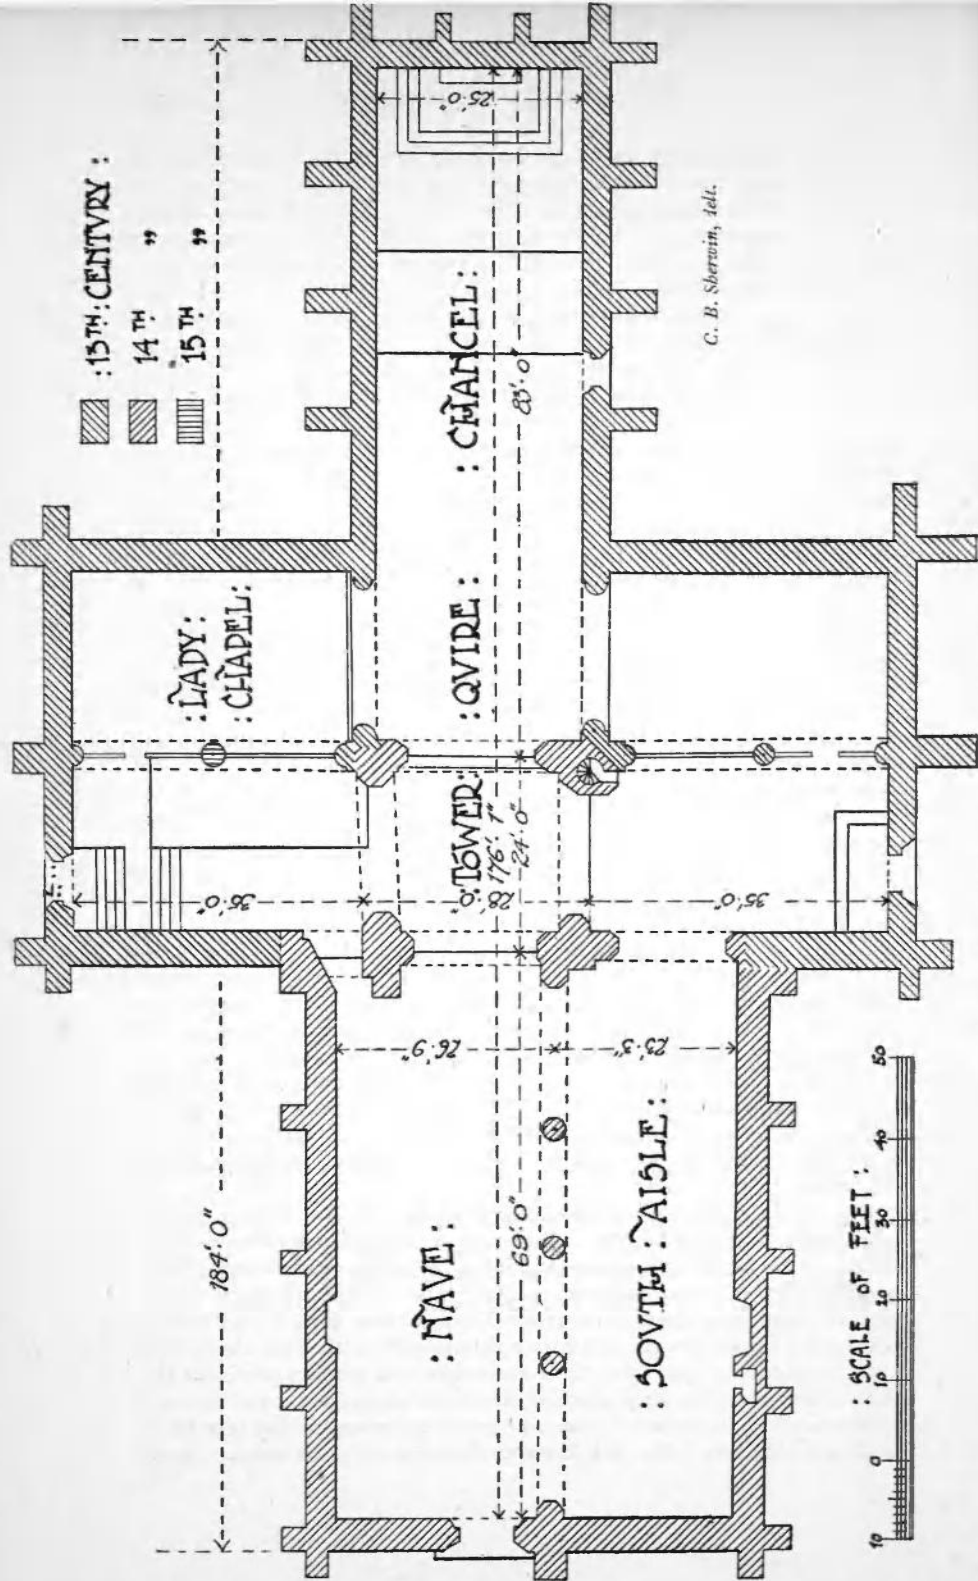 : 13TH : CENTVRY :
14TH „
15TH „
184'. 0"
: LADY :
: CHAPEL :
: NAVE :
: TOWER :
: QVIRE :
: CHANCEL :
69'. 0"
176'. 1"
24'. 0"
83'. 0"
25'. 0"
36'. 0"
28'. 0"
35'. 0"
26'. 9"
23'. 3"
: SOVTH : AISLE :
C. B. Sherwin, delt.
: SCALE OF FEET :
10 0 10 20 30 40 50